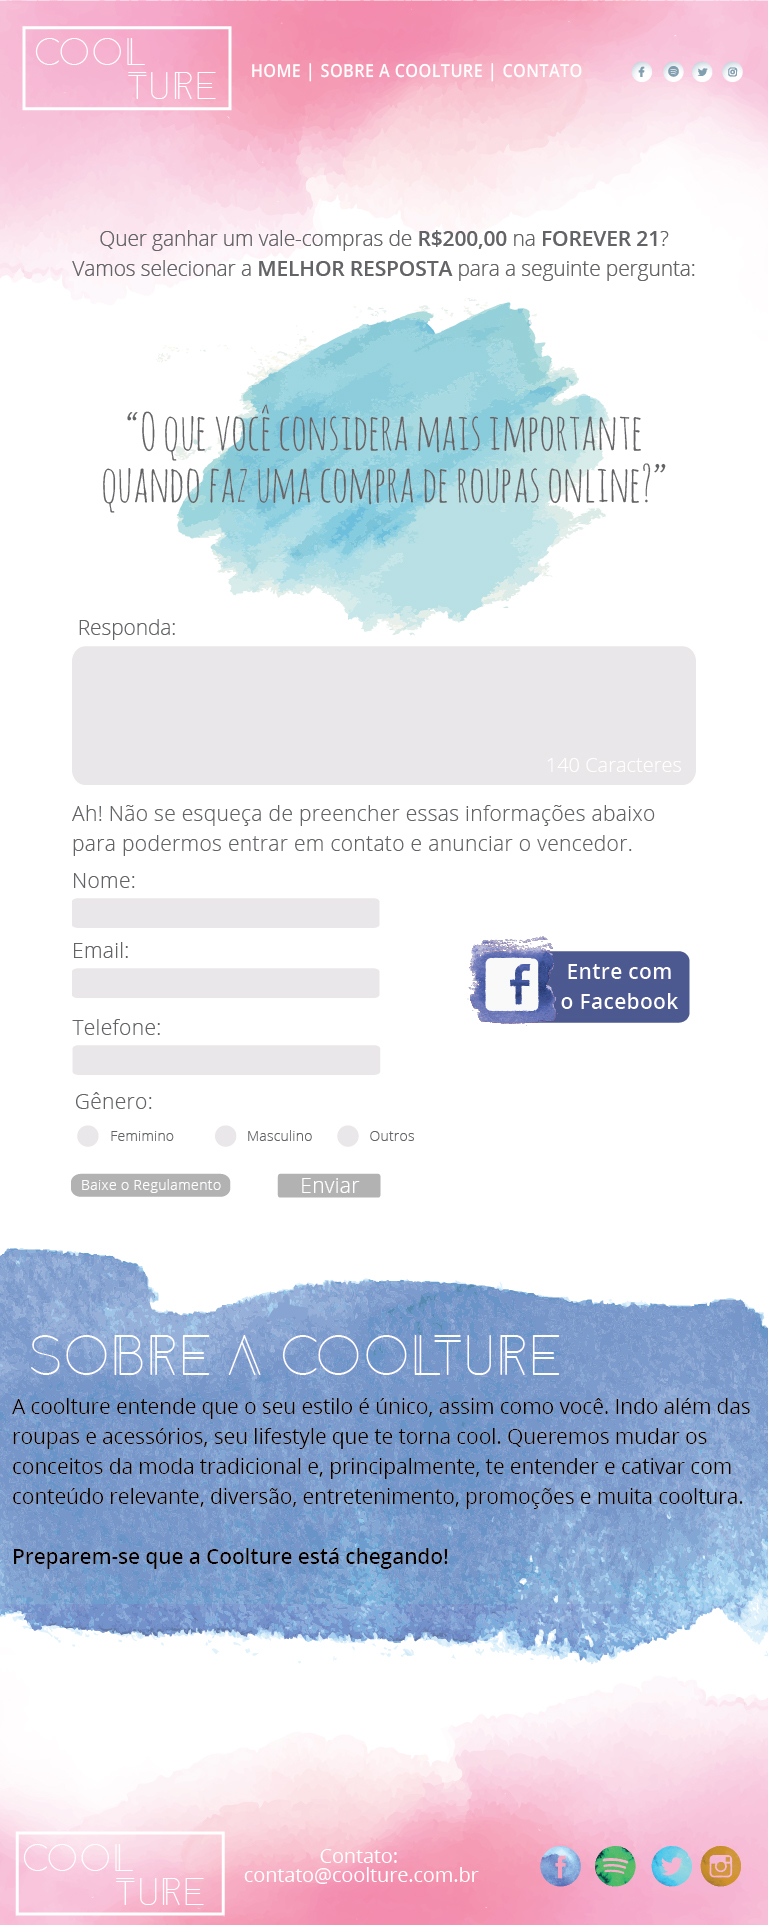 COOL
TURE
HOME | SOBRE A COOLTURE | CONTATO
Quer ganhar um vale-compras de R$200,00 na FOREVER 21?
Vamos selecionar a MELHOR RESPOSTA para a seguinte pergunta:
“O QUE VOCÊ CONSIDERA MAIS IMPORTANTE
QUANDO FAZ UMA COMPRA DE ROUPAS ONLINE?”
Responda:
140 Caracteres
Ah! Não se esqueça de preencher essas informações abaixo
para podermos entrar em contato e anunciar o vencedor.
Nome:
Email:
Entre com
o Facebook
Telefone:
Gênero:
Femimino Masculino Outros
Baixe o Regulamento Enviar
SOBRE A COOLTURE
A coolture entende que o seu estilo é único, assim como você. Indo além das
roupas e acessórios, seu lifestyle que te torna cool. Queremos mudar os
conceitos da moda tradicional e, principalmente, te entender e cativar com
conteúdo relevante, diversão, entretenimento, promoções e muita cooltura.
Preparem-se que a Coolture está chegando!
COOL
TURE
Contato:
contato@coolture.com.br